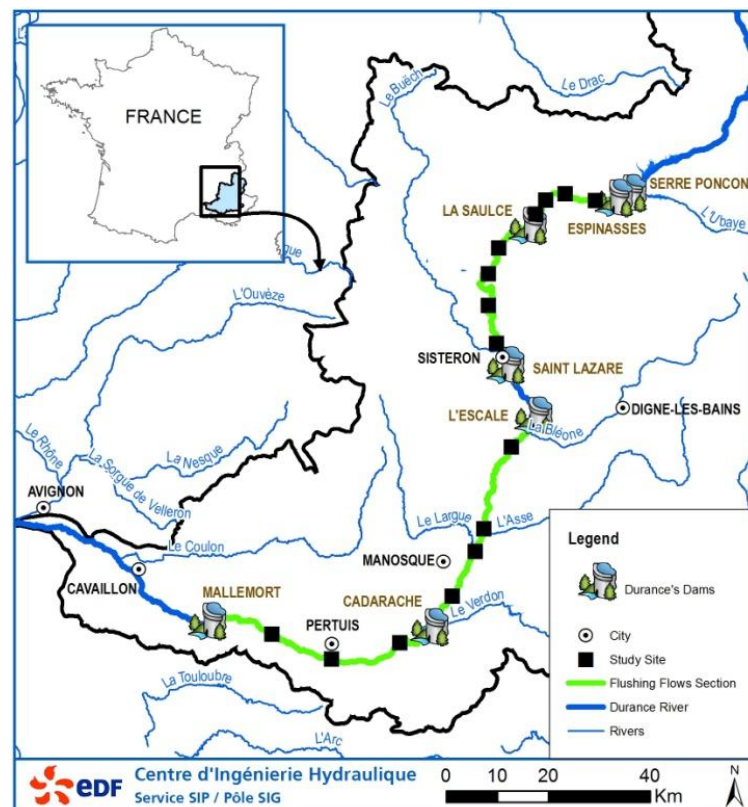 FRANCE
Le Buëch
Le Drac
SERRE PONCON
LA SAULCE
ESPINASSES
L'Ubaye
que
L'Ouvèze
SISTERON
SAINT LAZARE
L'ESCALE
DIGNE-LES-BAINS
La Bléone
Le Rhône
La Sorgue de Velleron
La Nesque
AVIGNON
Le Largue
L'Asse
Le Coulon
MANOSQUE
CAVAILLON
MALLEMORT
CADARACHE
Le Verdon
PERTUIS
La Touloubre
L'Arc
Legend
Durance's Dams
City
Study Site
Flushing Flows Section
Durance River
Rivers
eDF
Centre d'Ingénierie Hydraulique
Service SIP / Pôle SIG
0 10 20 40
Km
N